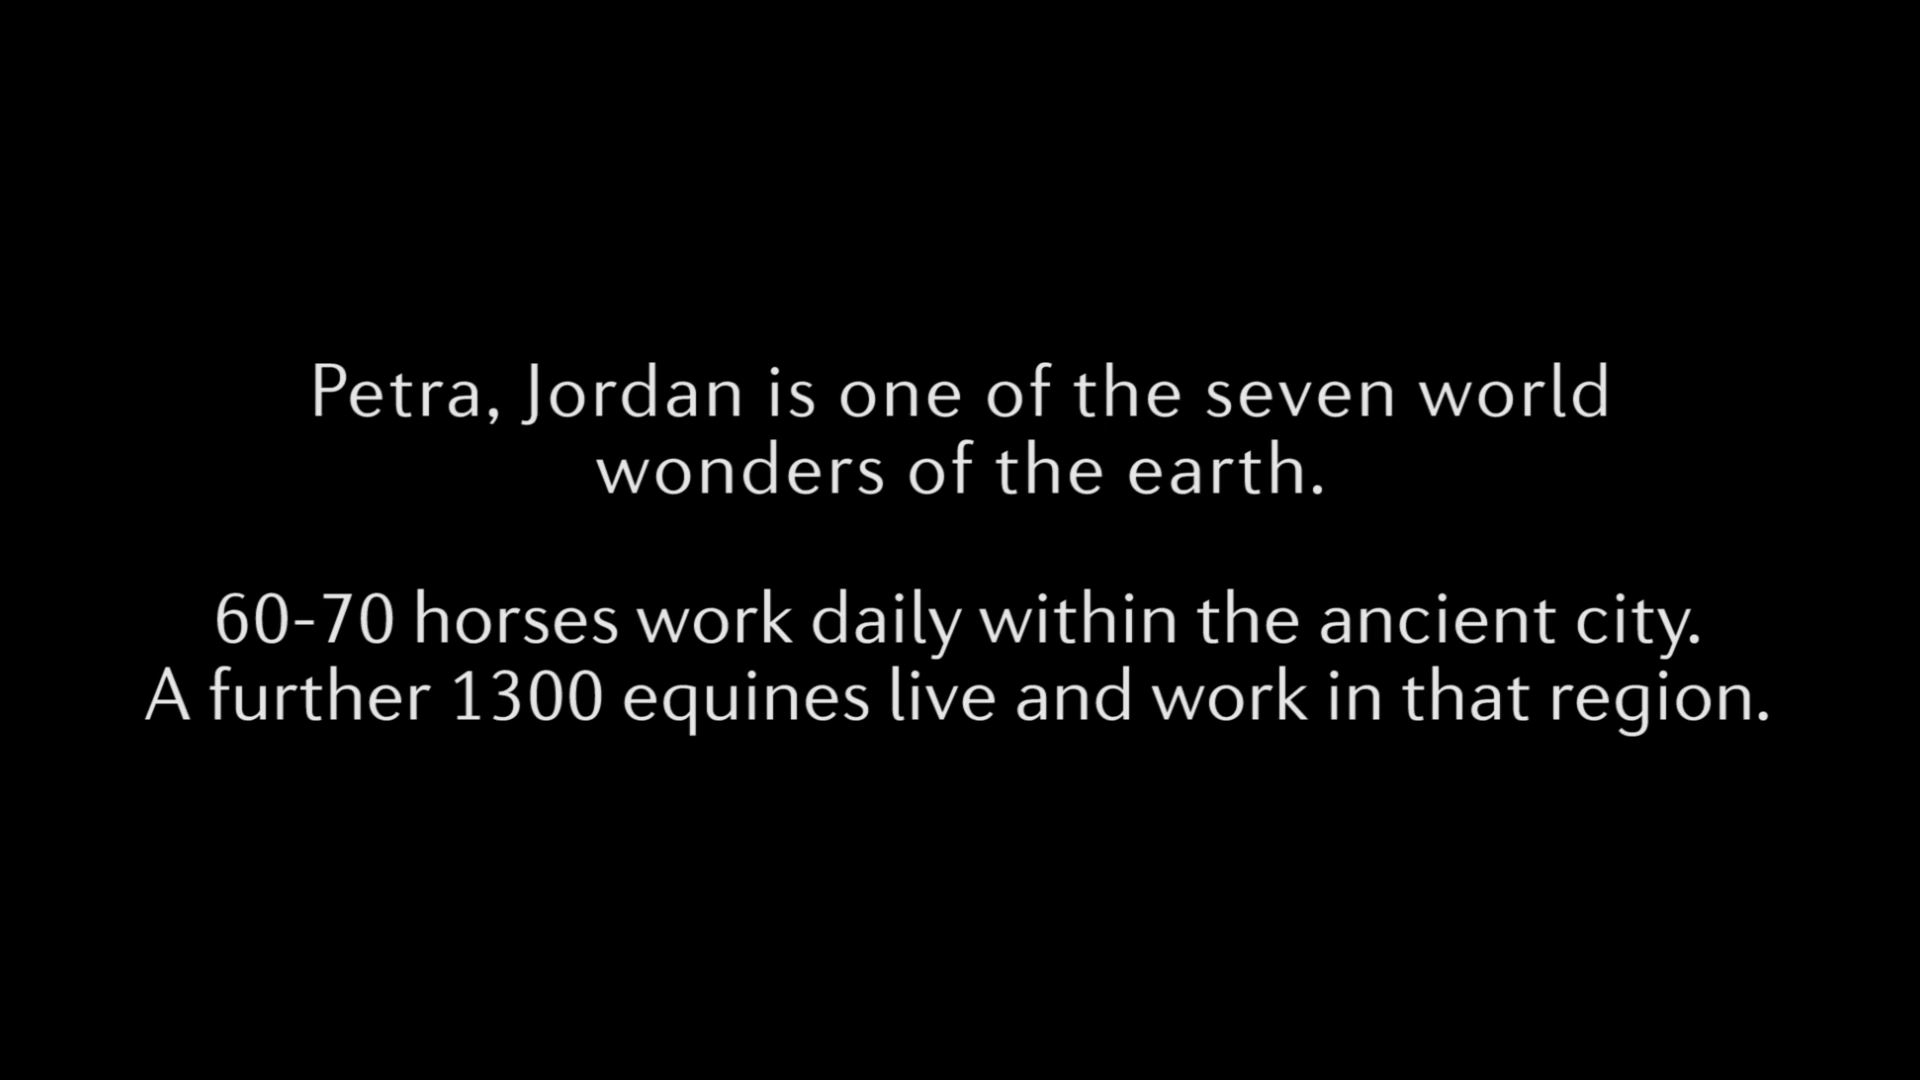 Petra, Jordan is one of the seven world
wonders of the earth.
60-70 horses work daily within the ancient city.
A further 1300 equines live and work in that region.